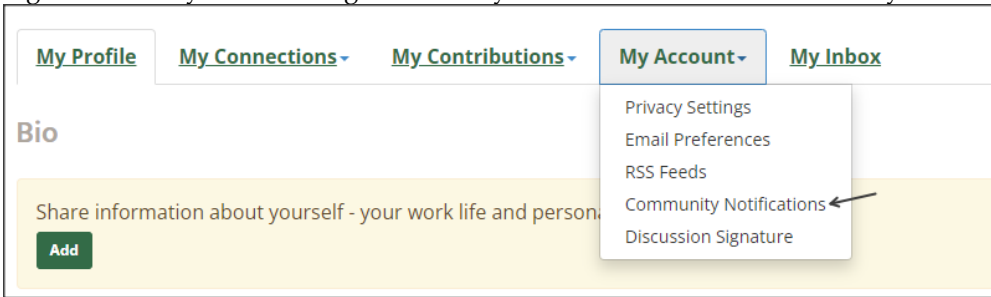 My Profile My Connections My Contributions My Account My Inbox
Privacy Settings
Bio
Email Preferences
RSS Feeds
Share information about yourself - your work life and person
Community Notifications
Add
Discussion Signature